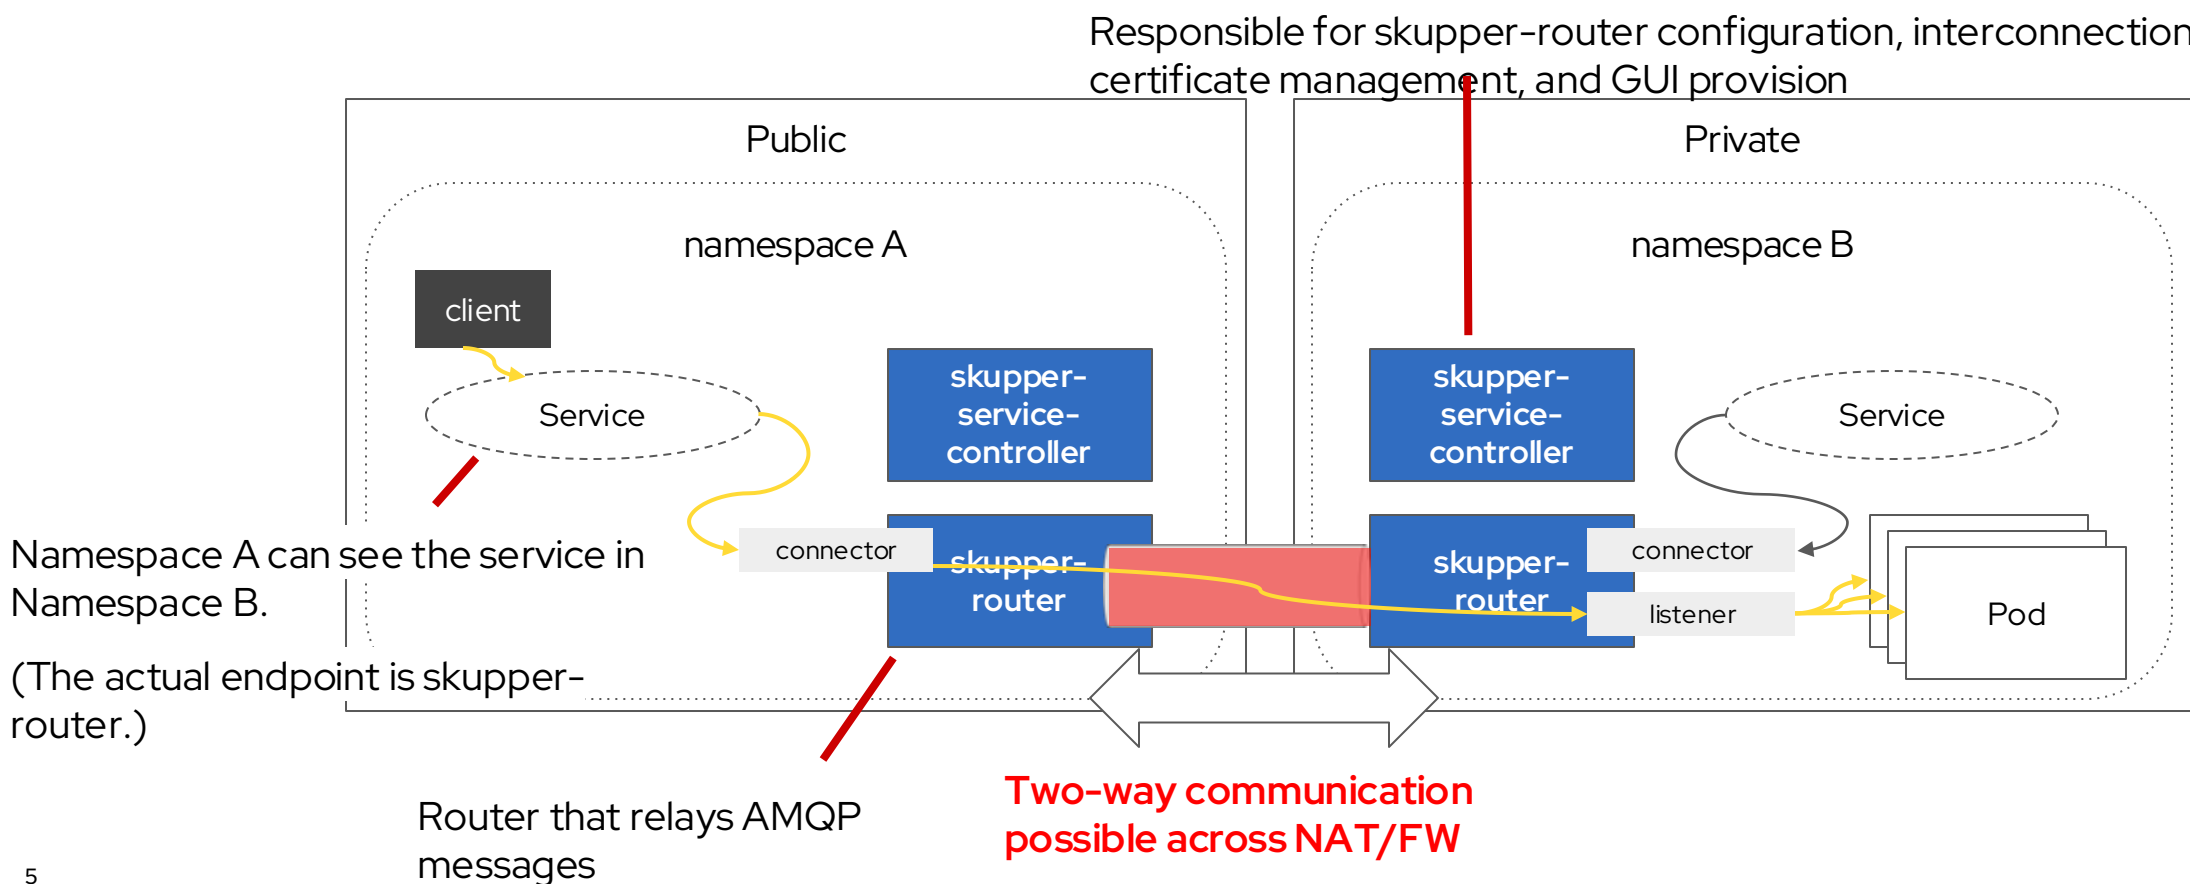 Responsible for skupper-router configuration, interconnection
certificate management, and GUI provision
Public
Private
namespace A
namespace B
client
Service
skupper-
service-
controller
skupper-
service-
controller
Service
connector
skupper-
router
skupper-
router
connector
listener
Pod
Namespace A can see the service in
Namespace B.
(The actual endpoint is skupper-
router.)
Two-way communication
possible across NAT/FW
Router that relays AMQP
messages
5